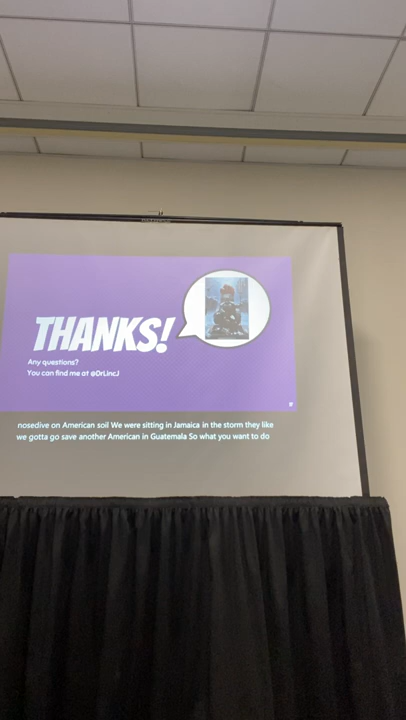 THANKS!
Any questions?
You can find me at @DrLincJ
nosedive on American soil We were sitting in Jamaica in the storm they like
we gotta go save another American in Guatemala So what you want to do